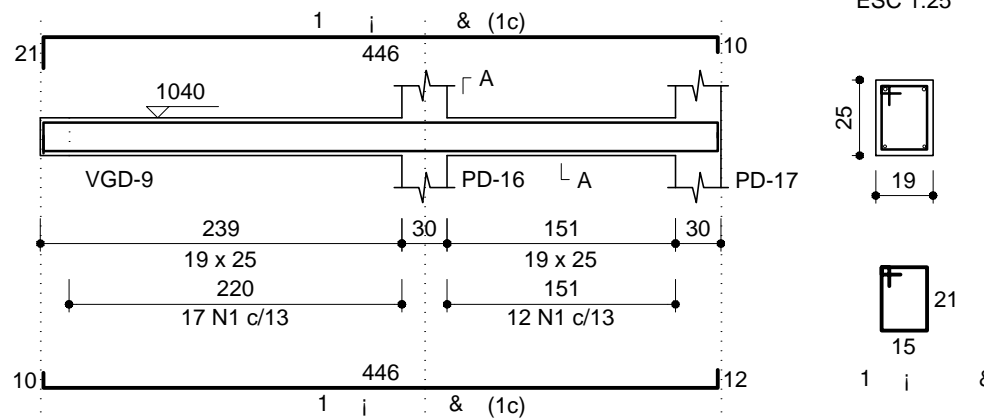 ESC 1:25
1 ¡ & (1c)
21
446
10
A
1040
25
VGD-9
PD-16
A
PD-17
19
239
30
151
30
19 x 25
19 x 25
220
151
17 N1 c/13
12 N1 c/13
21
15
10
446
12
1 ¡ & (1c)
1 ¡ &